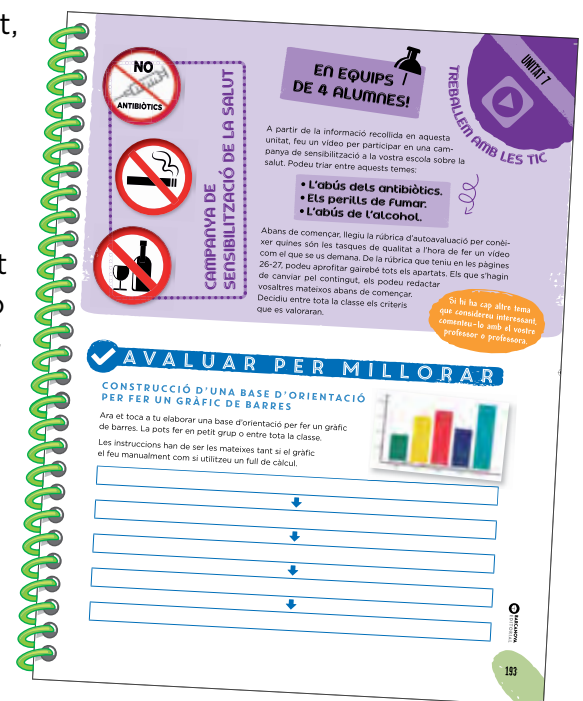 t,
t
NO
ANTIBIÒTICS
CAMPANYA DE
SENSIBILITZACIÓ DE LA SALUT
EN EQUIPS
DE 4 ALUMNES!
UNITAT 7
TREBALLEM AMB LES TIC
A partir de la informació recollida en aquesta
unitat, feu un vídeo per participar en una cam-
panya de sensibilització a la vostra escola sobre la
salut. Podeu triar entre aquests temes:
• L'abús dels antibiòtics.
• Els perills de fumar.
• L'abús de l'alcohol.
Abans de començar, llegiu la rúbrica d'autoavaluació per conèi-
xer quines són les tasques de qualitat a l'hora de fer un vídeo
com el que se us demana. De la rúbrica que teniu en les pàgines
26-27, podeu aprofitar gairebé tots els apartats. Els que s'hagin
de canviar pel contingut, els podeu redactar
vosaltres mateixos abans de començar.
Decidiu entre tota la classe els criteris
que es valoraran.
Si hi ha cap altre tema
que considereu interessant,
comenteu-lo amb el vostre
professor o professora.
AVALUAR PER MILLORAR
CONSTRUCCIÓ D'UNA BASE D'ORIENTACIÓ
PER FER UN GRÀFIC DE BARRES
Ara et toca a tu elaborar una base d'orientació per fer un gràfic
de barres. La pots fer en petit grup o entre tota la classe.
Les instruccions han de ser les mateixes tant si el gràfic
el feu manualment com si utilitzeu un full de càlcul.
BARCANOVA
EDITORIAL
193